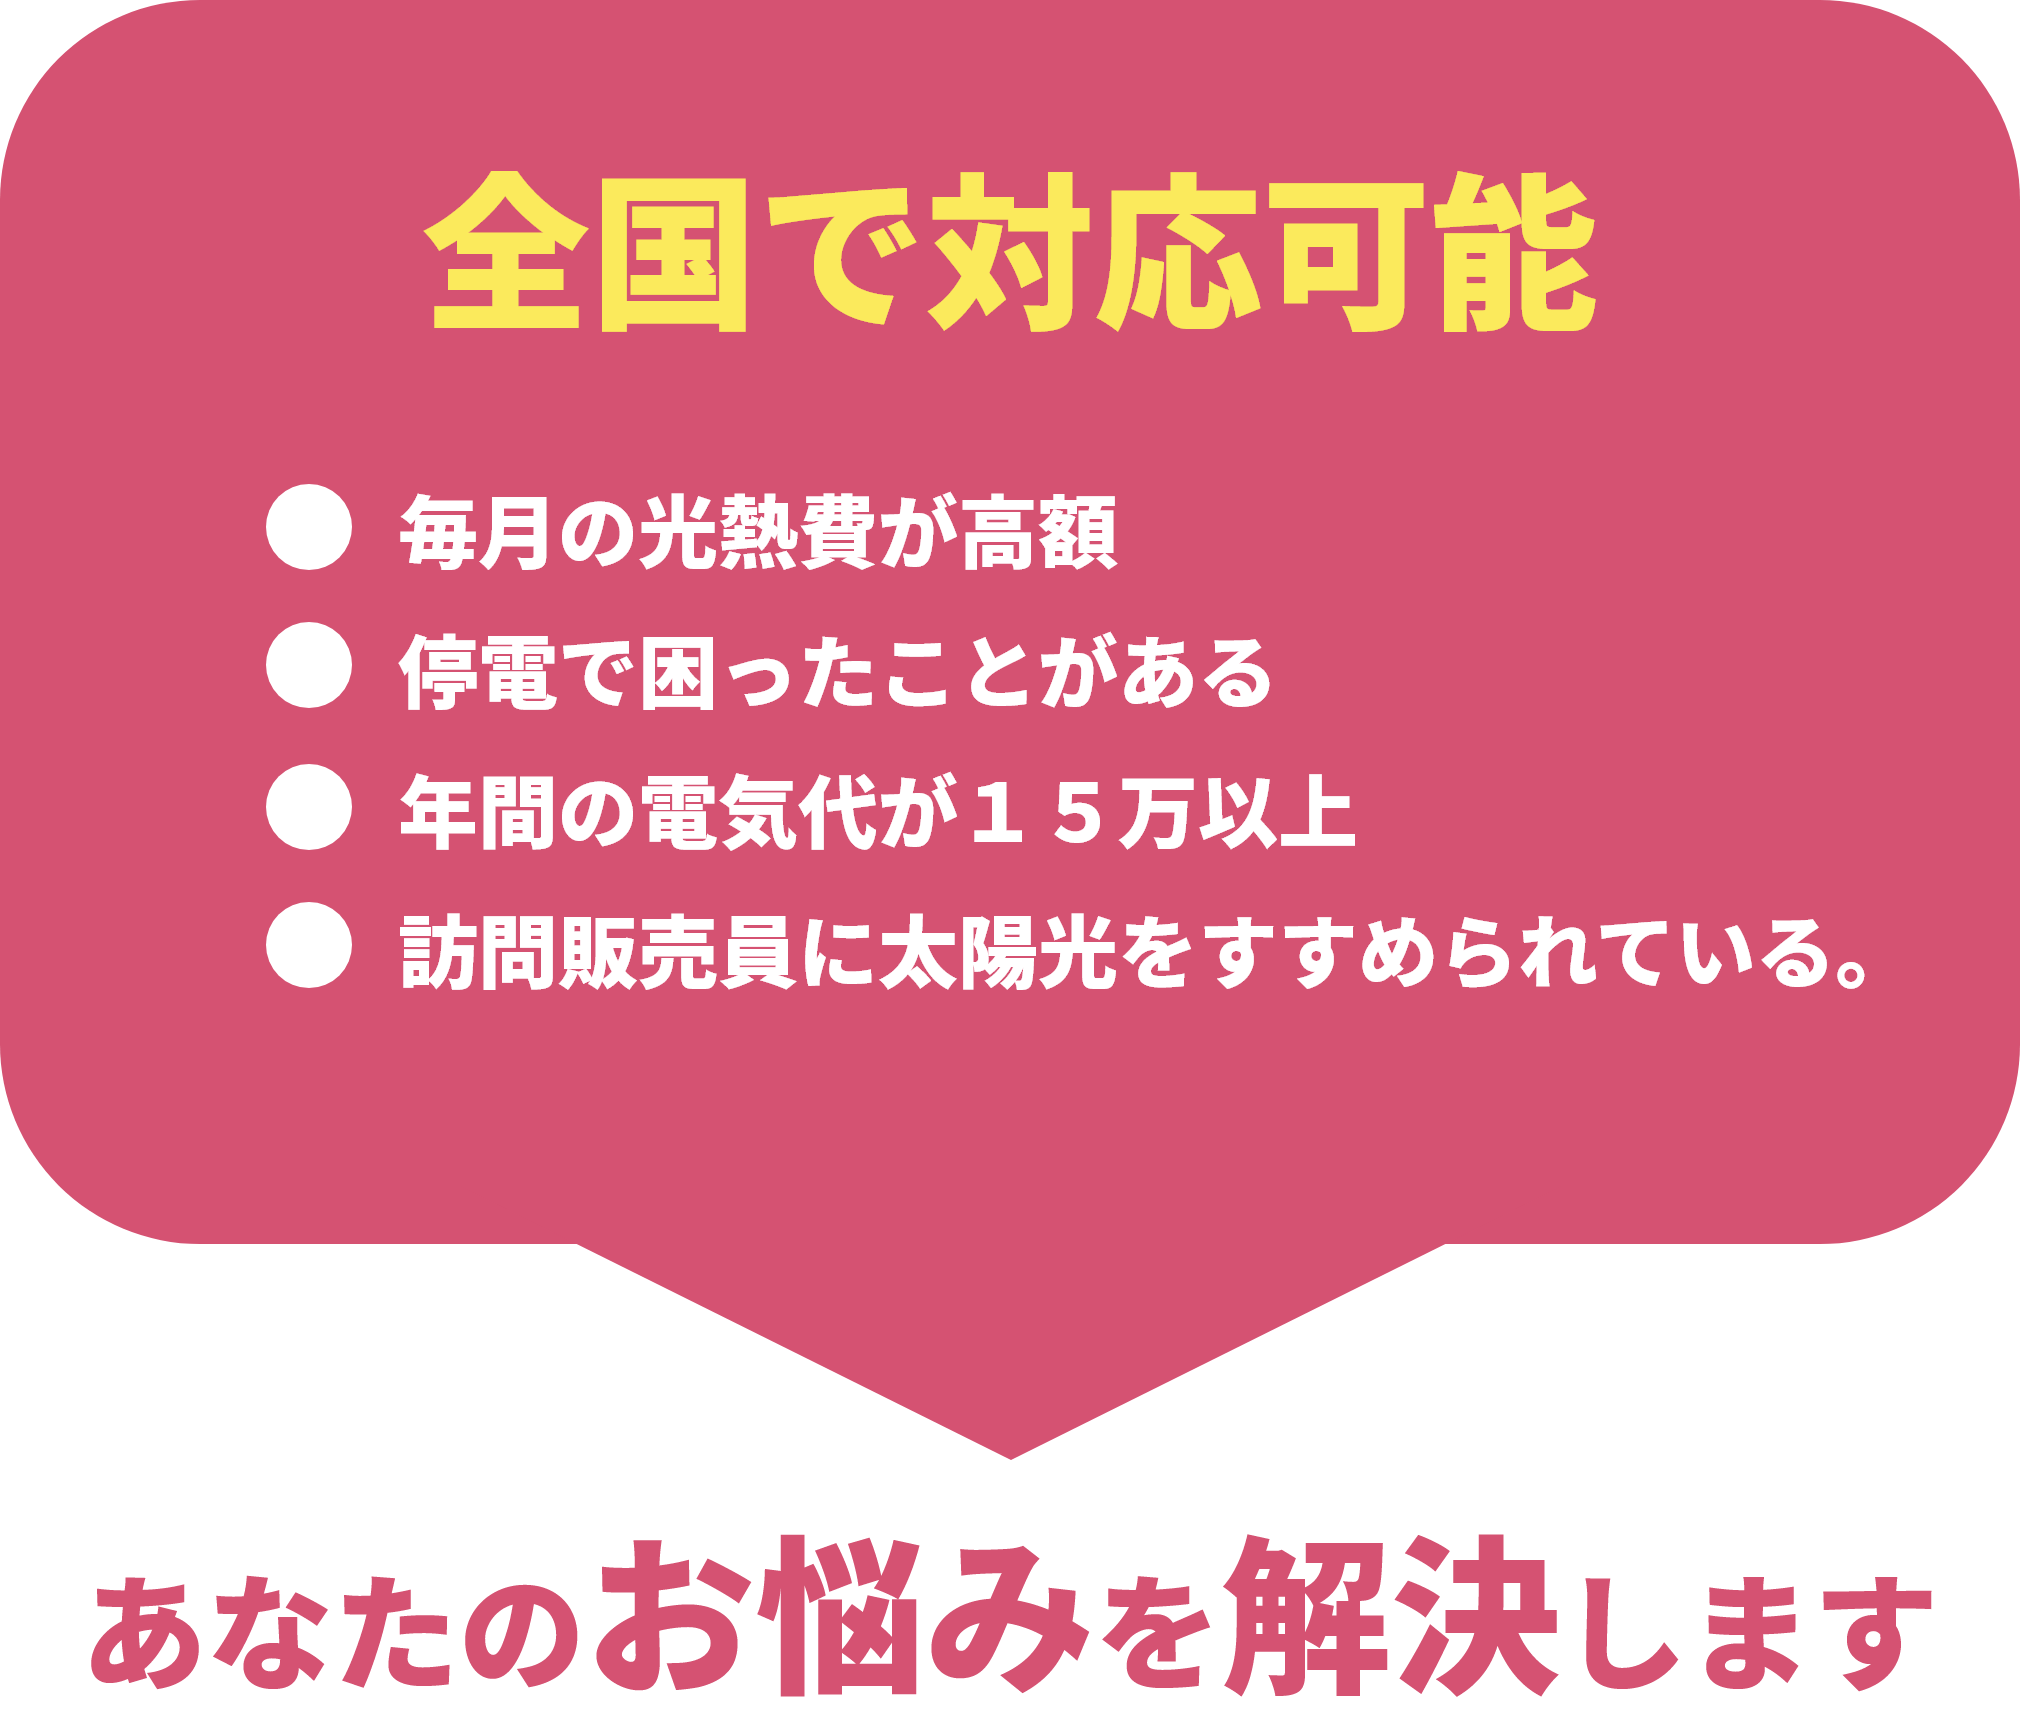 全国で対応可能
毎月の光熱費が高額
停電で困ったことがある
年間の電気代が１５万以上
訪問販売員に太陽光をすすめられている。
あなたのお悩みを解決します